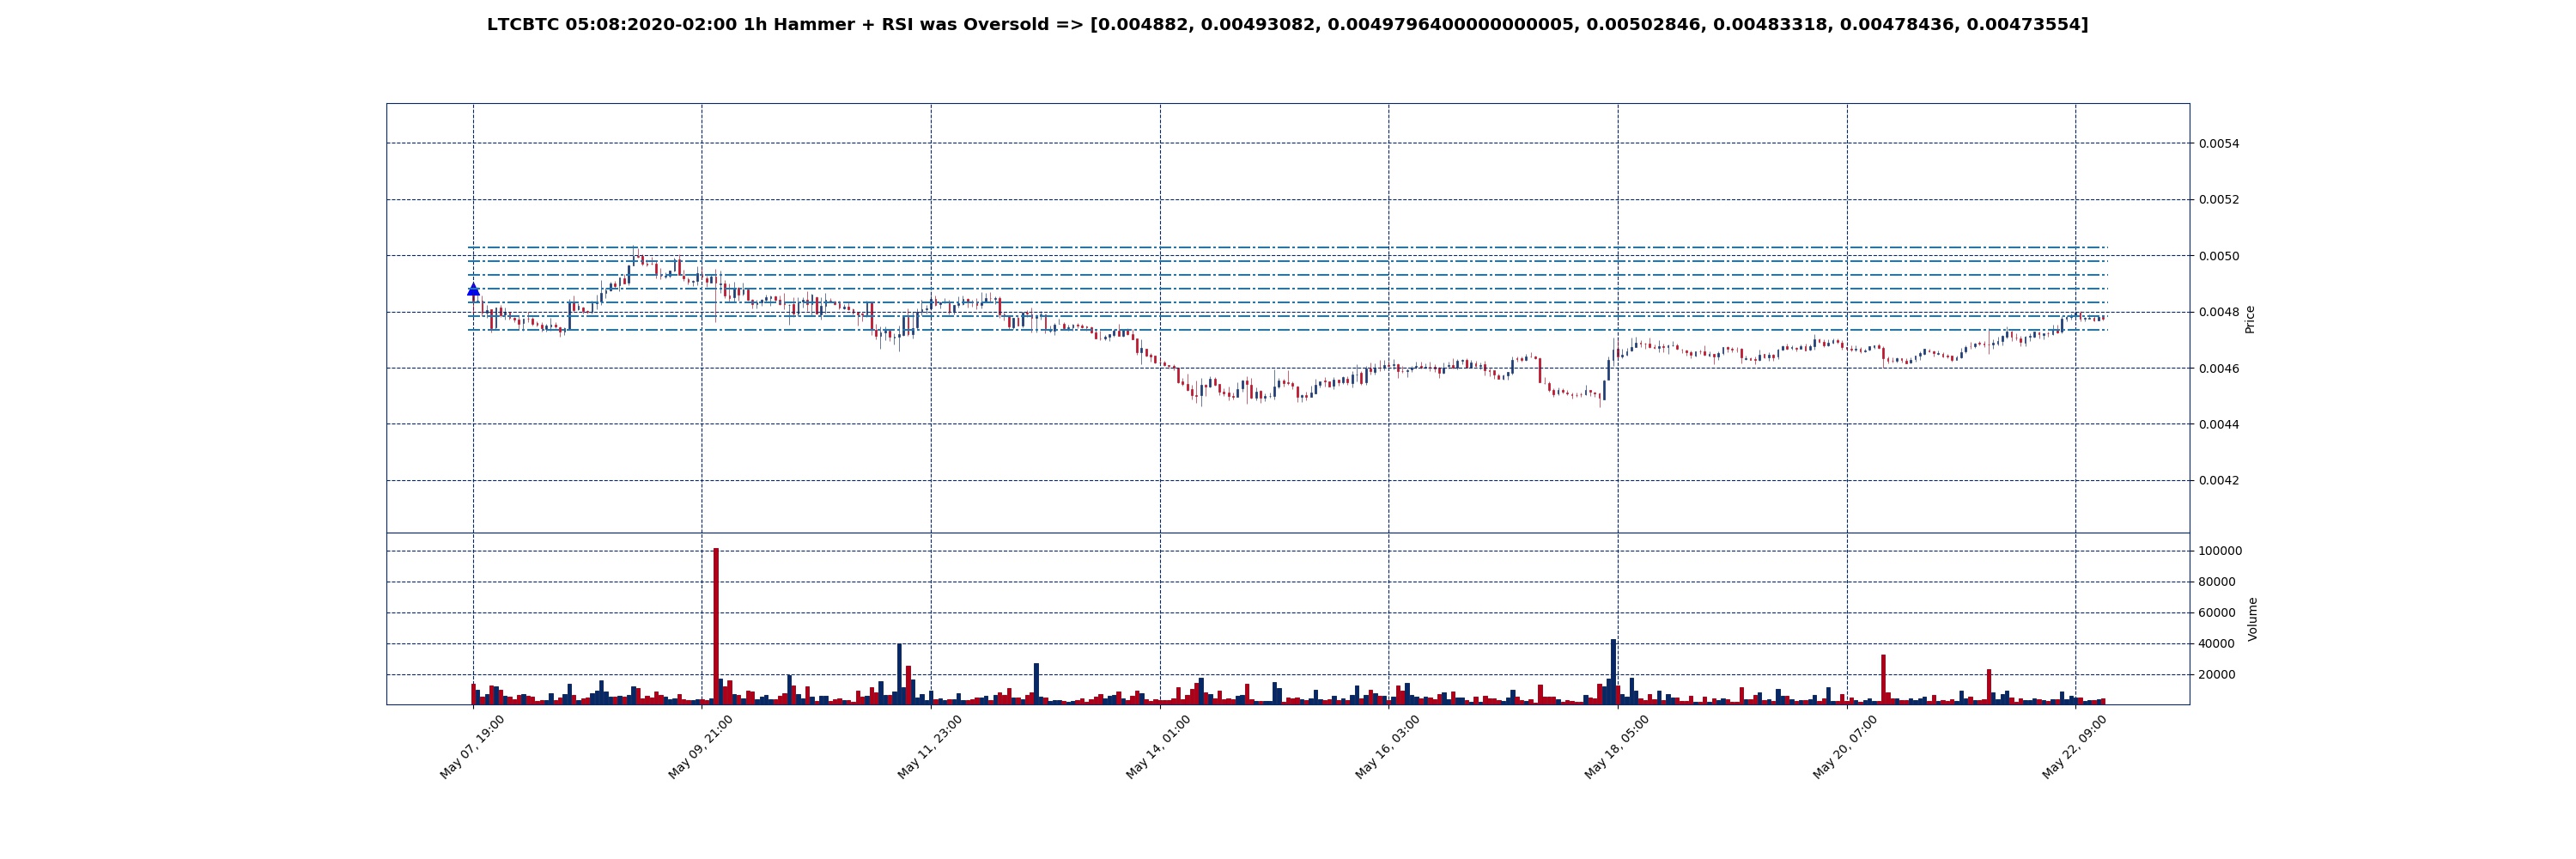 LTCBTC 05:08:2020-02:00 1h Hammer + RSI was Oversold => [0.004882, 0.00493082, 0.0049796400000000005, 0.00502846, 0.00483318, 0.00478436, 0.00473554]
0.0054
0.0052
0.0050
0.0048
0.0046
0.0044
0.0042
Price
100000
80000
60000
40000
20000
Volume
May 07, 19:00
May 09, 21:00
May 11, 23:00
May 14, 01:00
May 16, 03:00
May 18, 05:00
May 20, 07:00
May 22, 09:00